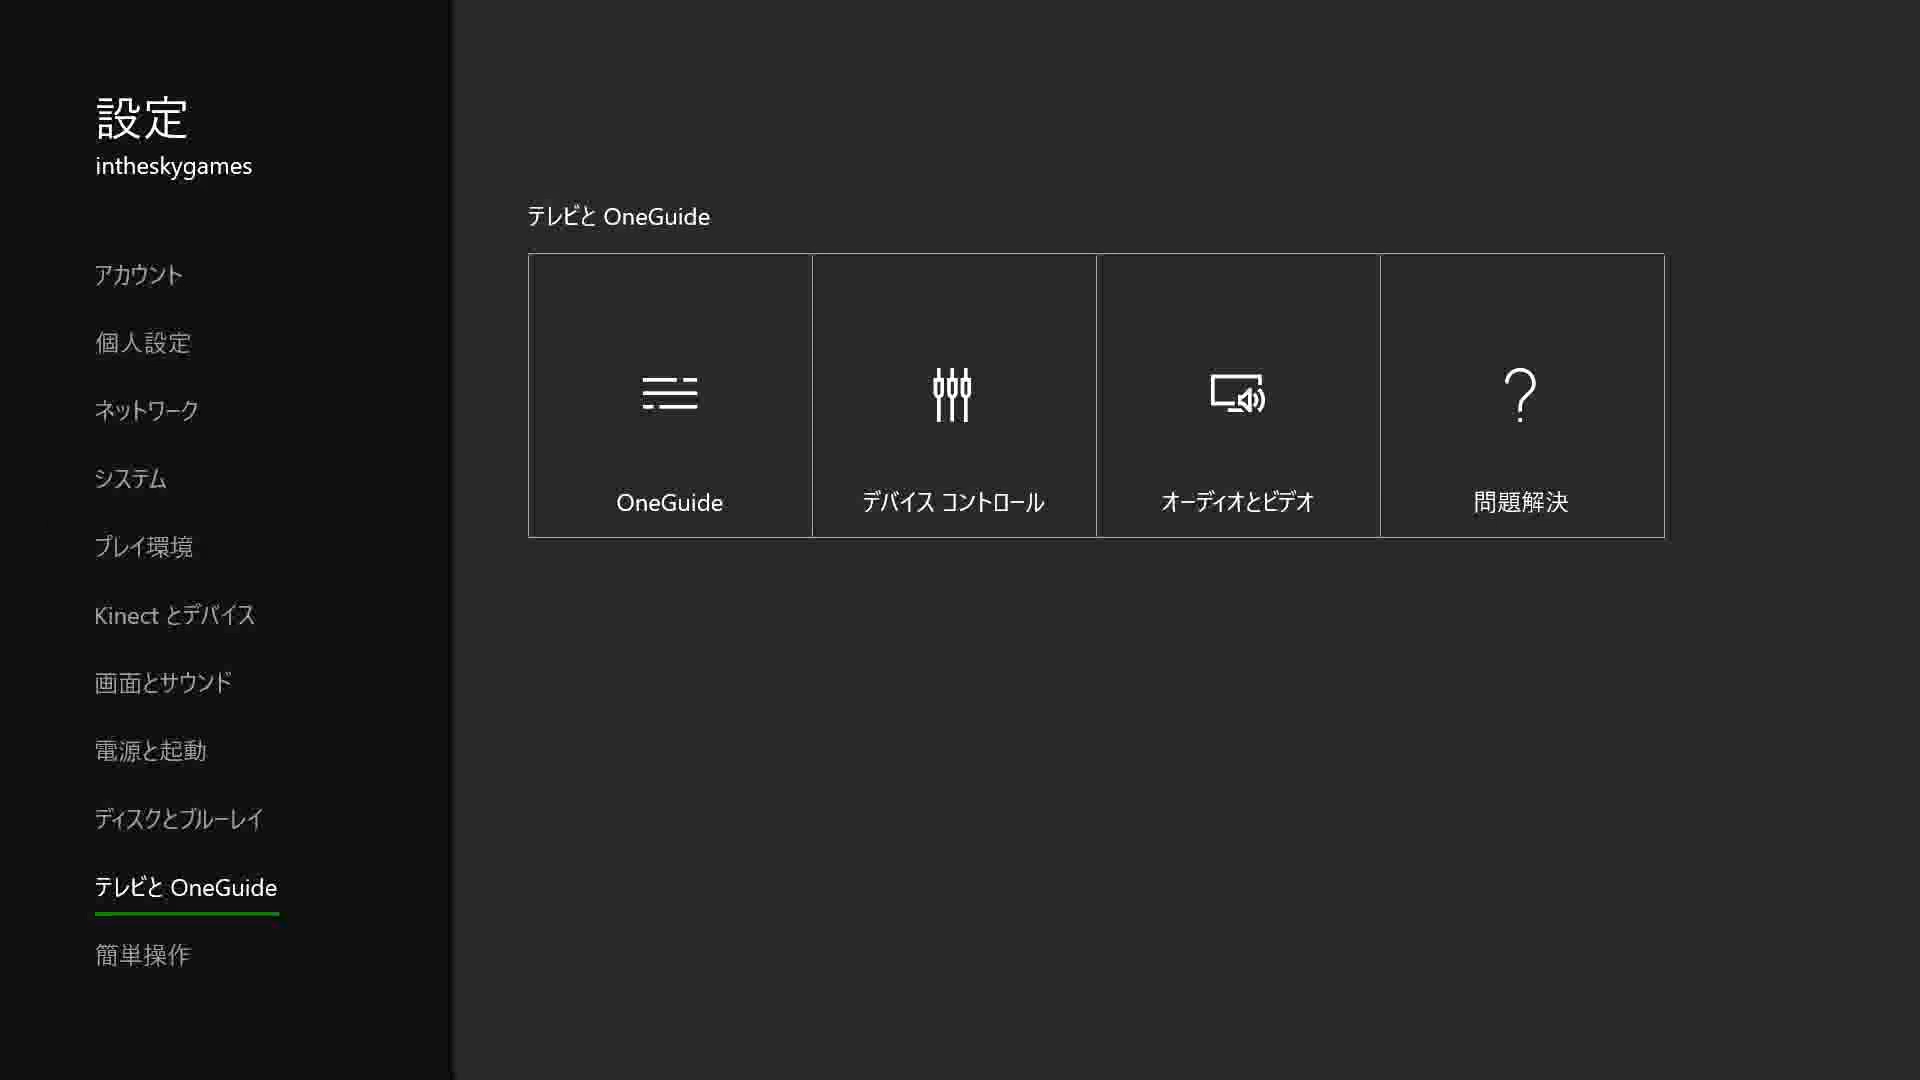 設定
intheskygames
アカウント
個人設定
ネットワーク
システム
プレイ環境
Kinect とデバイス
画面とサウンド
電源と起動
ディスクとブルーレイ
テレビと OneGuide
簡単操作
テレビと OneGuide
OneGuide
デバイス コントロール
オーディオとビデオ
問題解決